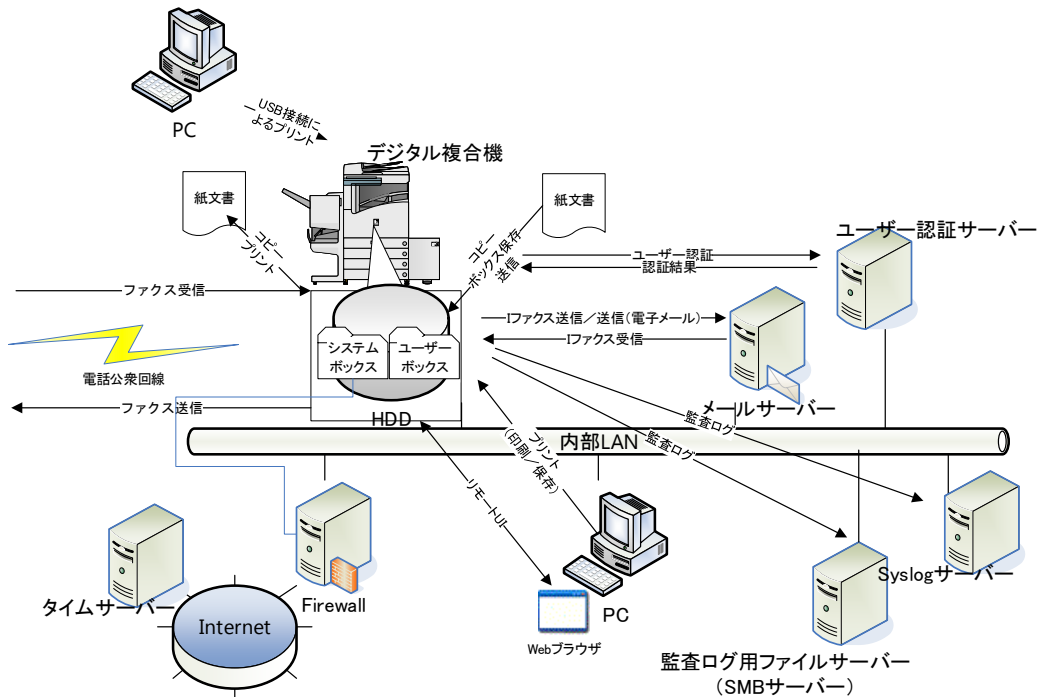 PC
USB接続に
よるプリント
デジタル複合機
紙文書
紙文書
コピー
プリント
コピー
ボックス保存
送信
ユーザー認証サーバー
ユーザー認証
認証結果
ファクス受信
Iファクス送信/送信(電子メール)
Iファクス受信
システム
ボックス
ユーザー
ボックス
電話公衆回線
ファクス送信
HDD
メールサーバー
監査ログ
監査ログ
内部LAN
プリント
(印刷/保存)
リモートUI
タイムサーバー
Firewall
Internet
PC
Webブラウザ
Syslogサーバー
監査ログ用ファイルサーバー
(SMBサーバー)